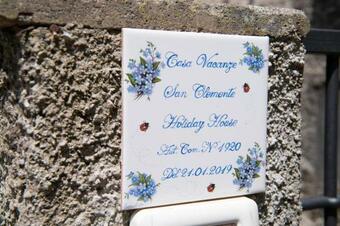 Casa Vacanze
San Clemente
Holiday House
Aut. Com. N° 1920
Del 21.01.2019